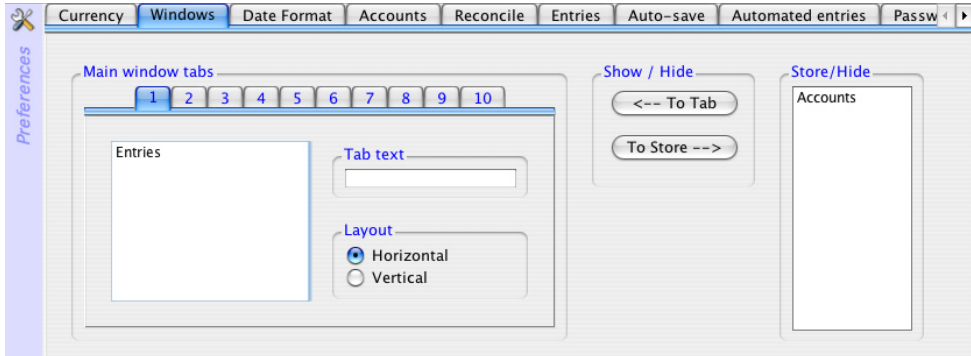 Currency
Windows
Date Format
Accounts
Reconcile
Entries
Auto-save
Automated entries
Passw
Preferences
Main window tabs
1 2 3 4 5 6 7 8 9 10
Entries
Tab text
Layout
Horizontal
Vertical
Show / Hide
<-- To Tab
To Store -->
Store/Hide
Accounts